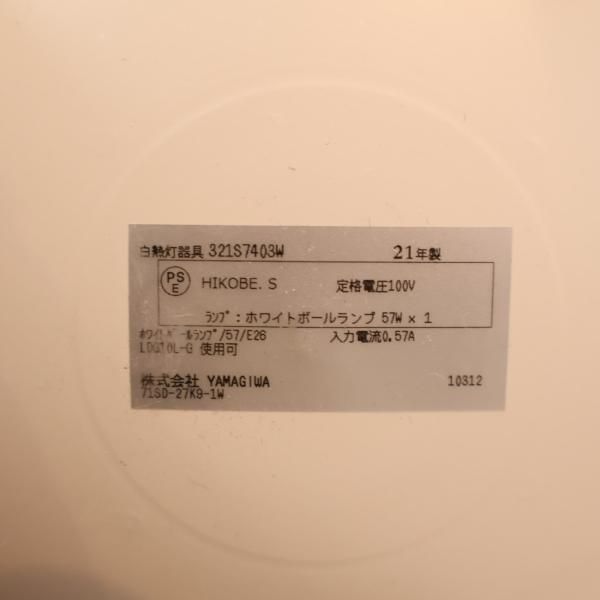 白熱灯器具 321S7403W 21年製
PS E HIKOBE. S 定格電圧100V
ランプ : ホワイトボールランプ 57W × 1
ホワイトボールランプ/57/E26 入力電流0.57A
LDG10L-G 使用可
株式会社 YAMAGIWA 10312
71SD-27K9-1W